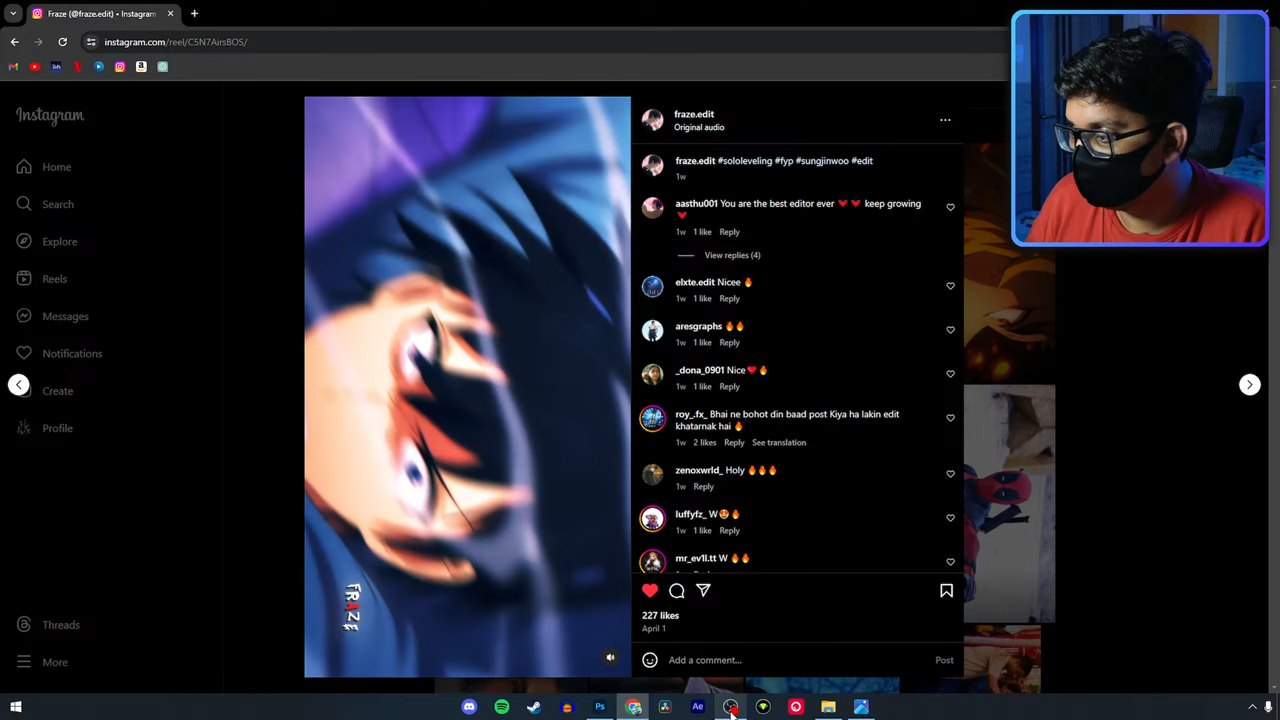 Fraze (@fraze.edit) • Instagram
instagram.com/reel/C5N7AirsBOS/
Instagram
Home
Search
Explore
Reels
Messages
Notifications
Create
Profile
Threads
More
FRAZE
fraze.edit
Original audio
fraze.edit #sololeveling #fyp #sungjinwoo #edit
1w
aasthu001 You are the best editor ever ❤️ ❤️ keep growing
❤️
1w 1 like Reply
View replies (4)
elxte.edit Nicee 🔥
1w 1 like Reply
aresgraphs 🔥🔥
1w 1 like Reply
_dona_0901 Nice❤️🔥
1w 1 like Reply
roy_.fx_ Bhai ne bohot din baad post Kiya ha lakin edit
khatarnak hai 🔥
1w 2 likes Reply See translation
zenoxwrld_ Holy 🔥🔥🔥
1w Reply
luffyfz_ W😍🔥
1w 1 like Reply
mr_ev1l.tt W 🔥🔥
227 likes
April 1
Add a comment...
Post
Ps
Ae